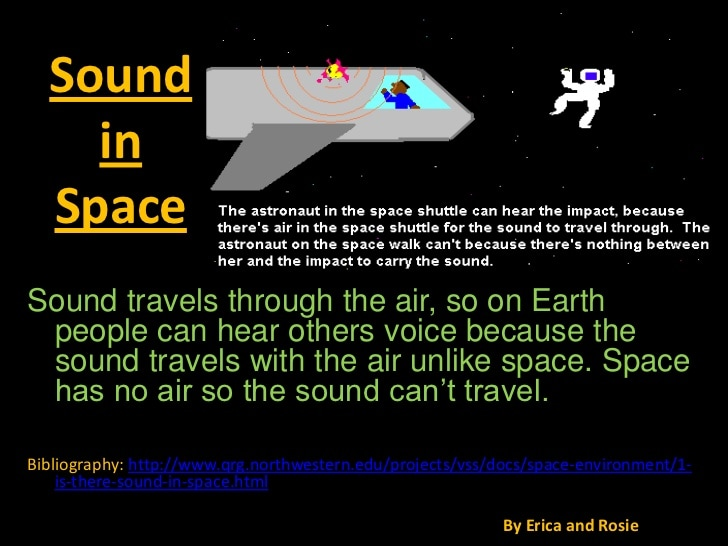 Sound
in
Space
The astronaut in the space shuttle can hear the impact, because
there's air in the space shuttle for the sound to travel through. The
astronaut on the space walk can't because there's nothing between
her and the impact to carry the sound.
Sound travels through the air, so on Earth
people can hear others voice because the
sound travels with the air unlike space. Space
has no air so the sound can’t travel.
Bibliography: http://www.qrg.northwestern.edu/projects/vss/docs/space-environment/1-
is-there-sound-in-space.html
By Erica and Rosie